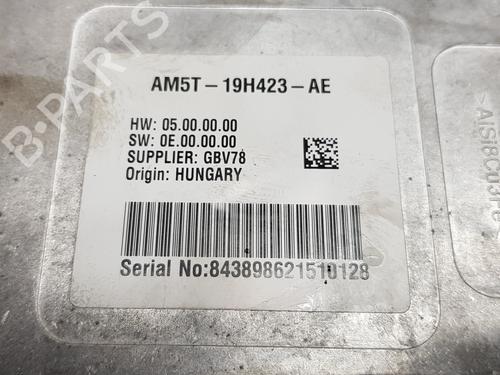 AM5T-19H423-AE
HW: 05.00.00.00
SW: 0E.00.00.00
SUPPLIER: GBV78
Origin: HUNGARY
Serial No:843898621510128